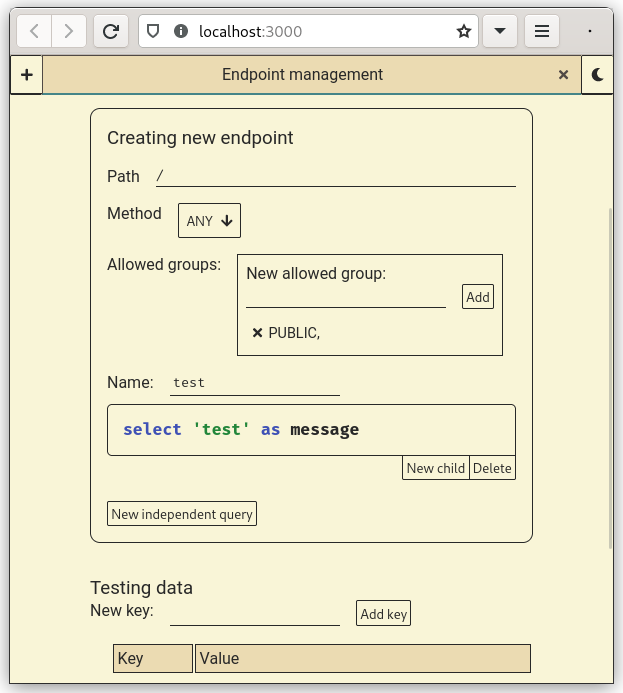 localhost:3000
+ Endpoint management ×
Creating new endpoint
Path /
Method ANY
Allowed groups: New allowed group:
Add
× PUBLIC,
Name: test
select 'test' as message
New child Delete
New independent query
Testing data
New key: Add key
Key Value